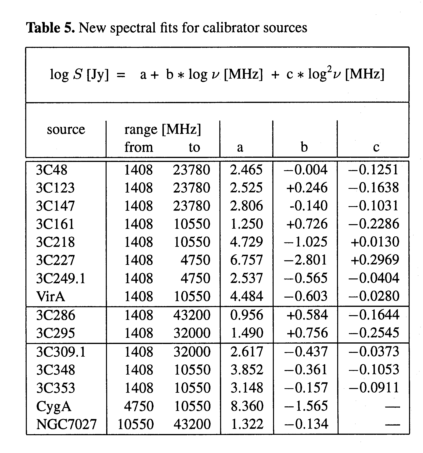 Table 5. New spectral fits for calibrator sources
log S [Jy] = a + b * log ν [MHz] + c * log²ν [MHz]
source range [MHz]
from to a b c
3C48 1408 23780 2.465 −0.004 −0.1251
3C123 1408 23780 2.525 +0.246 −0.1638
3C147 1408 23780 2.806 -0.140 −0.1031
3C161 1408 10550 1.250 +0.726 −0.2286
3C218 1408 10550 4.729 −1.025 +0.0130
3C227 1408 4750 6.757 −2.801 +0.2969
3C249.1 1408 4750 2.537 −0.565 −0.0404
VirA 1408 10550 4.484 −0.603 −0.0280
3C286 1408 43200 0.956 +0.584 −0.1644
3C295 1408 32000 1.490 +0.756 −0.2545
3C309.1 1408 32000 2.617 −0.437 −0.0373
3C348 1408 10550 3.852 −0.361 −0.1053
3C353 1408 10550 3.148 −0.157 −0.0911
CygA 4750 10550 8.360 −1.565 —
NGC7027 10550 43200 1.322 −0.134 —